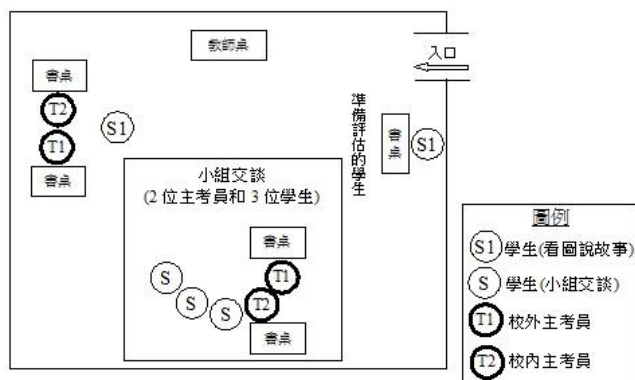 教師桌
入口
書桌
T2
S1
T1
書桌
準備評估的學生
書桌
S1
小組交談
(2 位主考員和 3 位學生)
書桌
T1
S
S
S
T2
書桌
圖例
S1 學生(看圖說故事)
S 學生(小組交談)
T1 校外主考員
T2 校內主考員